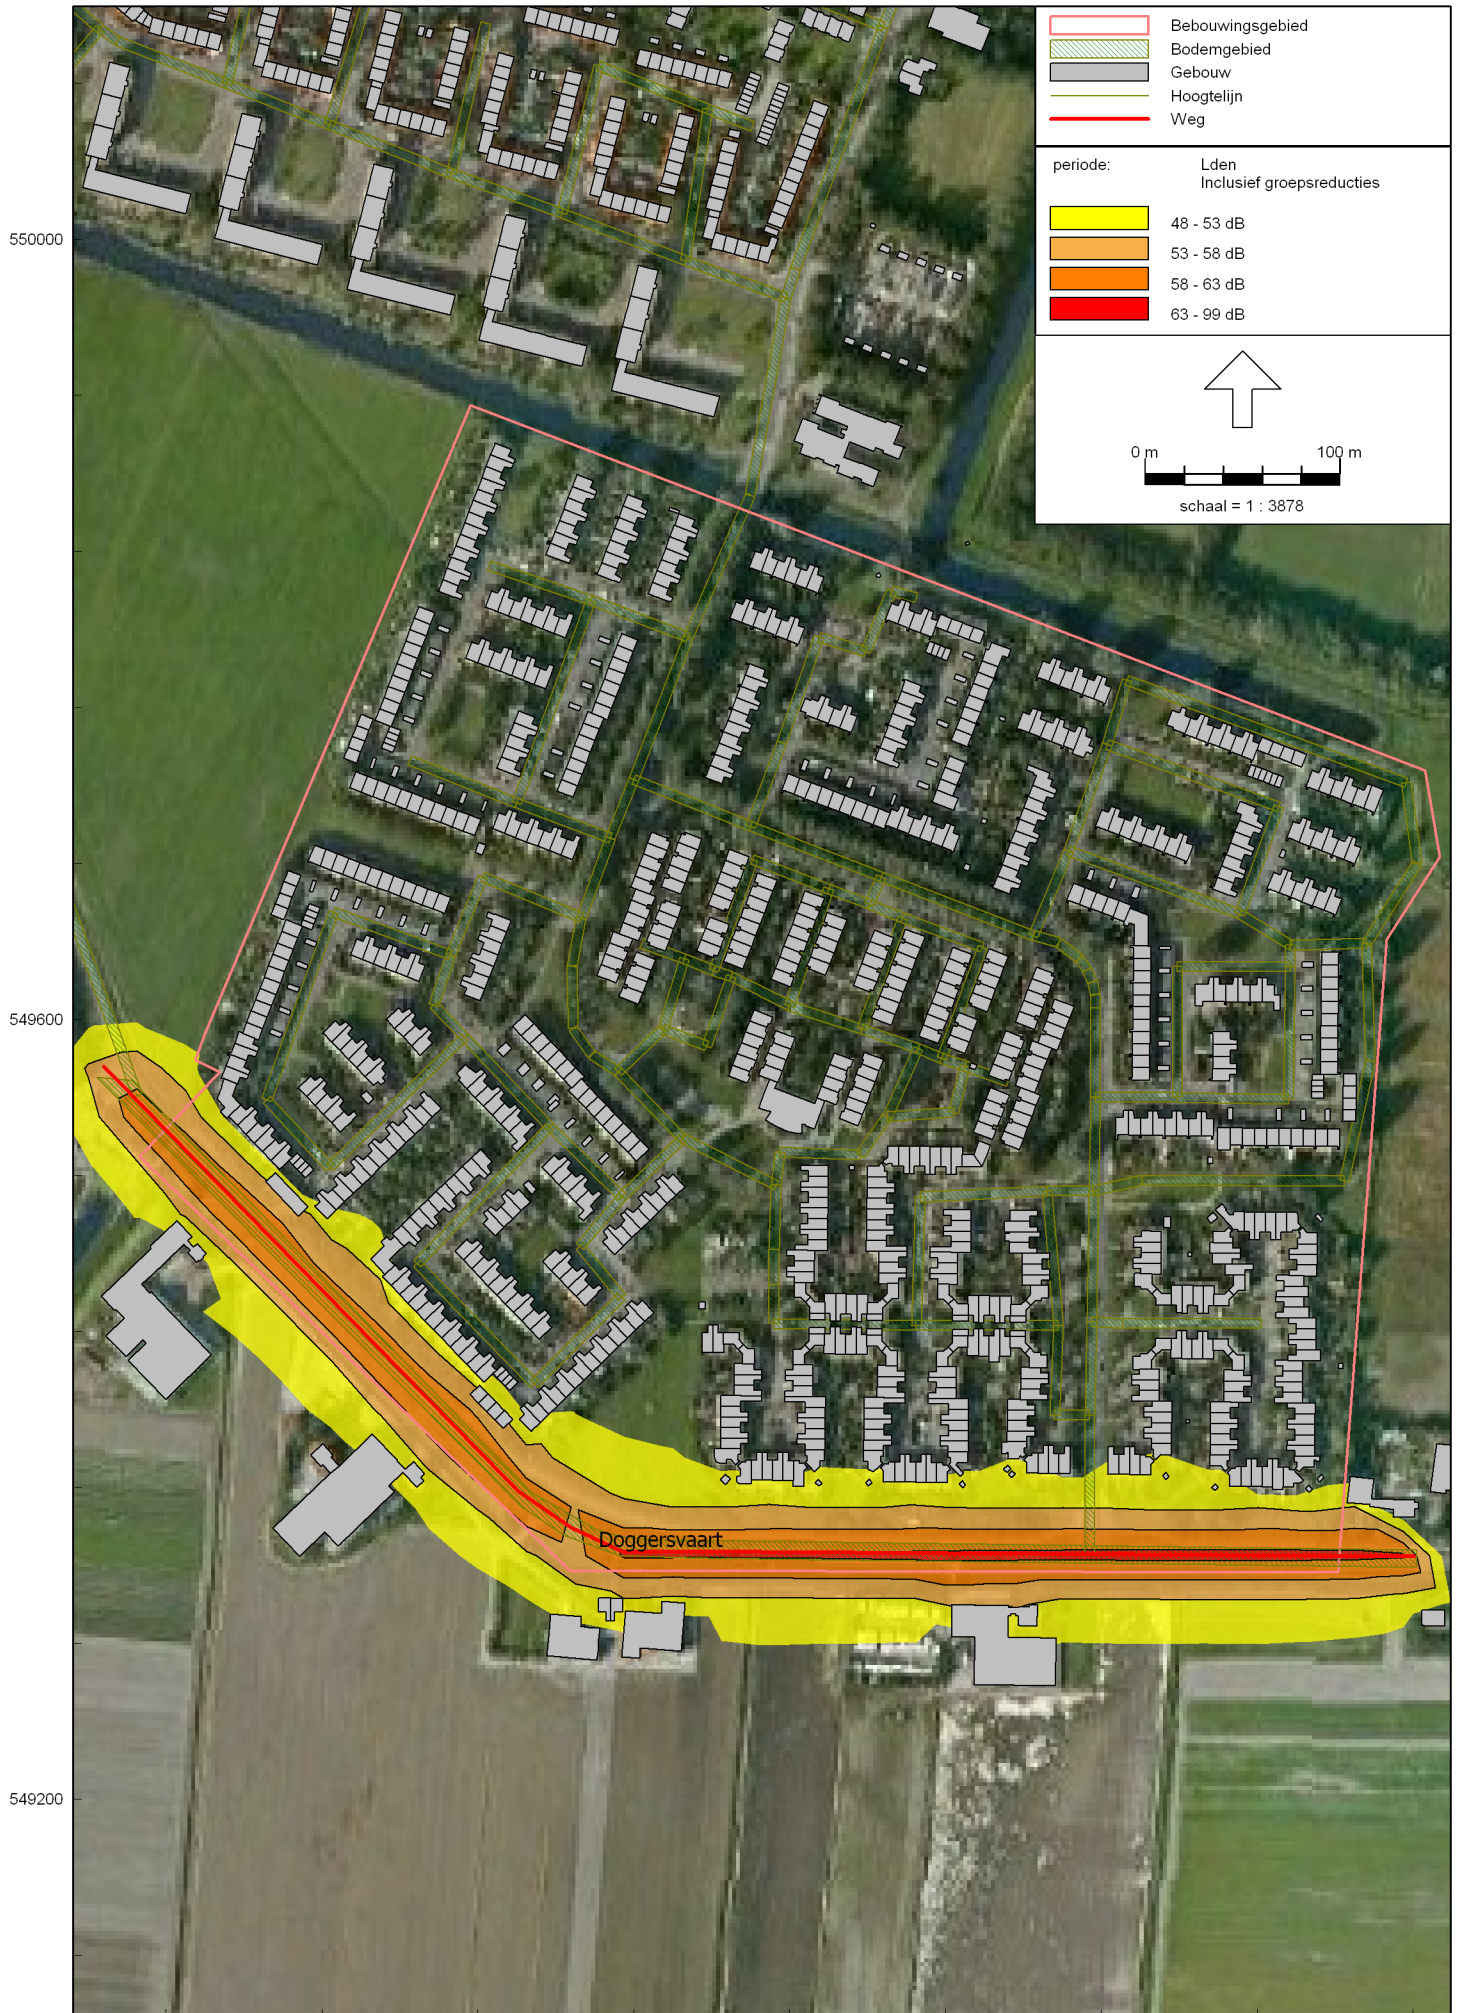 Bebouwingsgebied
Bodemgebied
Gebouw
Hoogtelijn
Weg
periode: Lden
Inclusief groepsreducties
48 - 53 dB
53 - 58 dB
58 - 63 dB
63 - 99 dB
0 m 100 m
schaal = 1 : 3878
550000
549600
Doggersvaart
549200